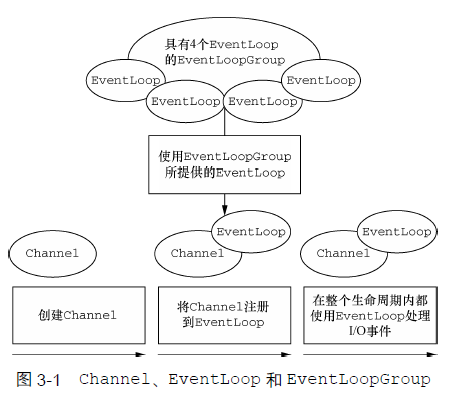 具有4个EventLoop
的EventLoopGroup
EventLoop
EventLoop
EventLoop
EventLoop
使用EventLoopGroup
所提供的EventLoop
Channel
Channel
EventLoop
Channel
EventLoop
创建Channel
将Channel注册
到EventLoop
在整个生命周期内都
使用EventLoop处理
I/O事件
图 3-1 Channel、EventLoop 和 EventLoopGroup